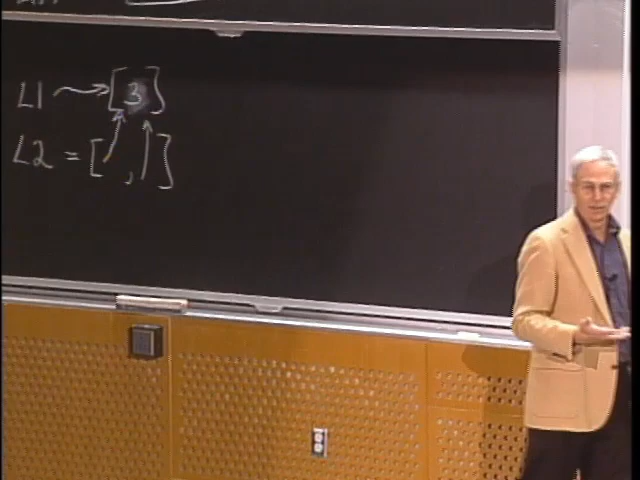 L1 → [3]
L2 = [ , ]